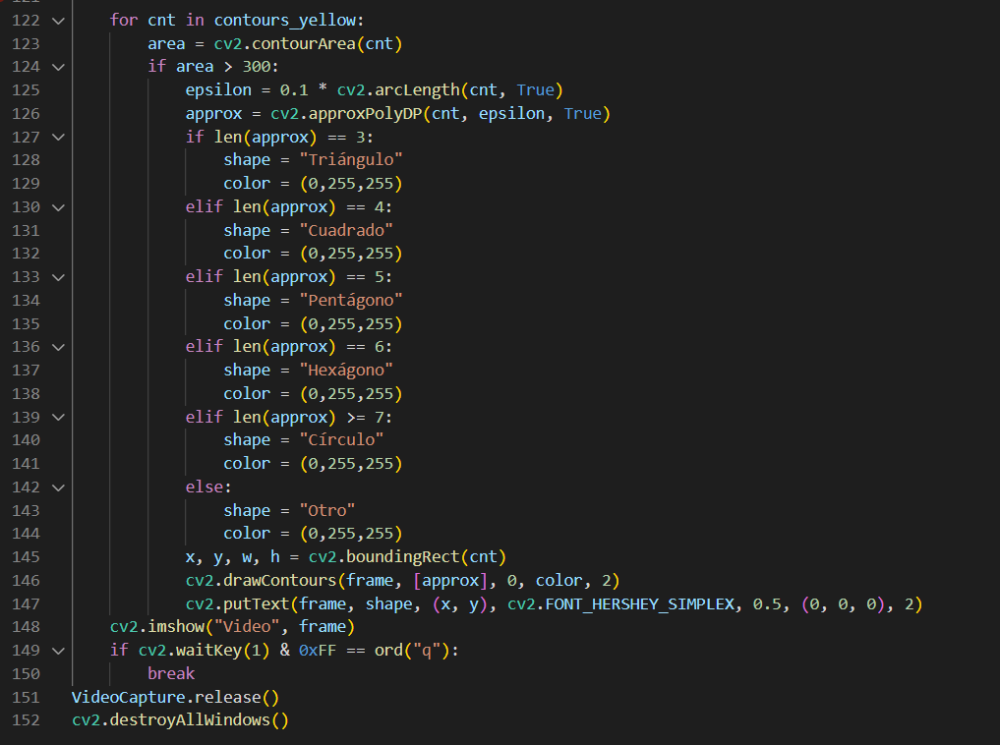 122 for cnt in contours_yellow:
123 area = cv2.contourArea(cnt)
124 if area > 300:
125 epsilon = 0.1 * cv2.arcLength(cnt, True)
126 approx = cv2.approxPolyDP(cnt, epsilon, True)
127 if len(approx) == 3:
128 shape = "Triángulo"
129 color = (0,255,255)
130 elif len(approx) == 4:
131 shape = "Cuadrado"
132 color = (0,255,255)
133 elif len(approx) == 5:
134 shape = "Pentágono"
135 color = (0,255,255)
136 elif len(approx) == 6:
137 shape = "Hexágono"
138 color = (0,255,255)
139 elif len(approx) >= 7:
140 shape = "Círculo"
141 color = (0,255,255)
142 else:
143 shape = "Otro"
144 color = (0,255,255)
145 x, y, w, h = cv2.boundingRect(cnt)
146 cv2.drawContours(frame, [approx], 0, color, 2)
147 cv2.putText(frame, shape, (x, y), cv2.FONT_HERSHEY_SIMPLEX, 0.5, (0, 0, 0), 2)
148 cv2.imshow("Video", frame)
149 if cv2.waitKey(1) & 0xFF == ord("q"):
150 break
151 VideoCapture.release()
152 cv2.destroyAllWindows()